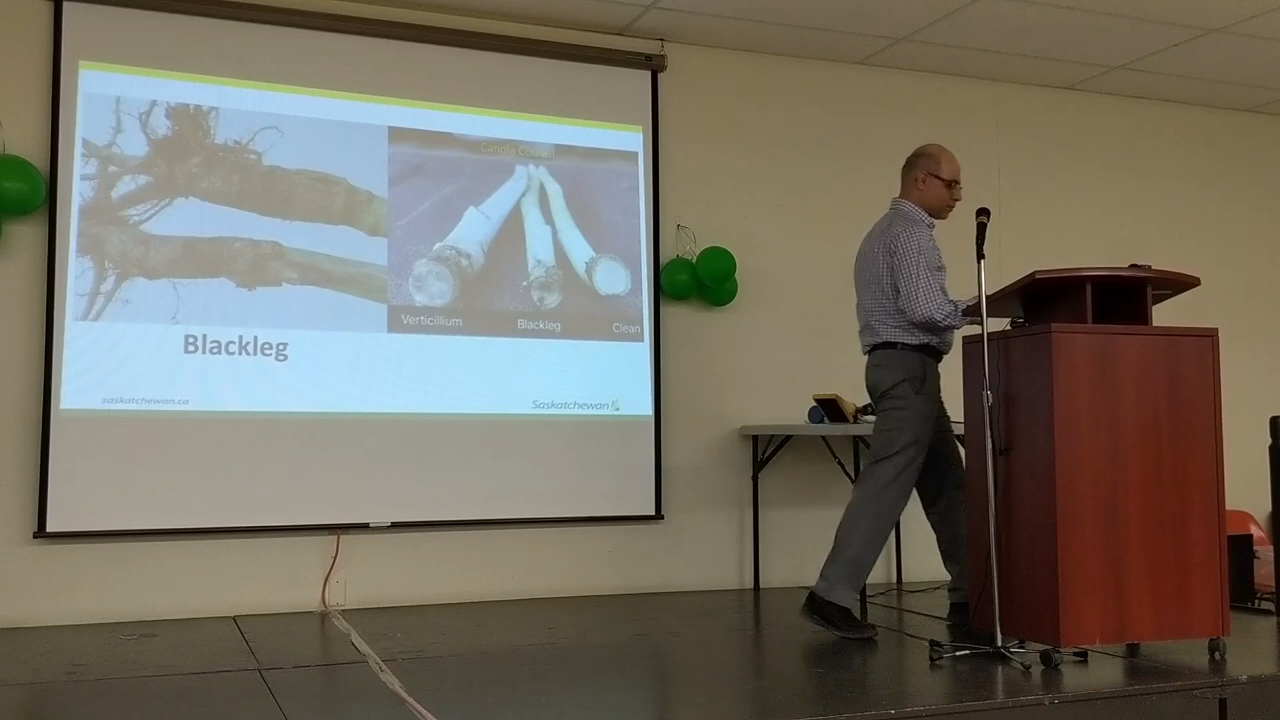 Canola Council
Verticillium
Blackleg
Clean
Blackleg
saskatchewan.ca
Saskatchewan